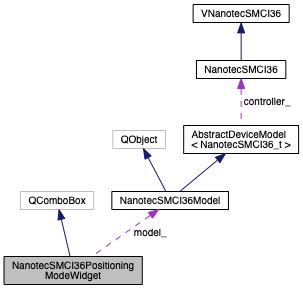 VNanotecSMCI36
NanotecSMCI36
controller_
AbstractDeviceModel
< NanotecSMCI36_t >
QObject
QComboBox
NanotecSMCI36Model
model_
NanotecSMCI36Positioning
ModeWidget